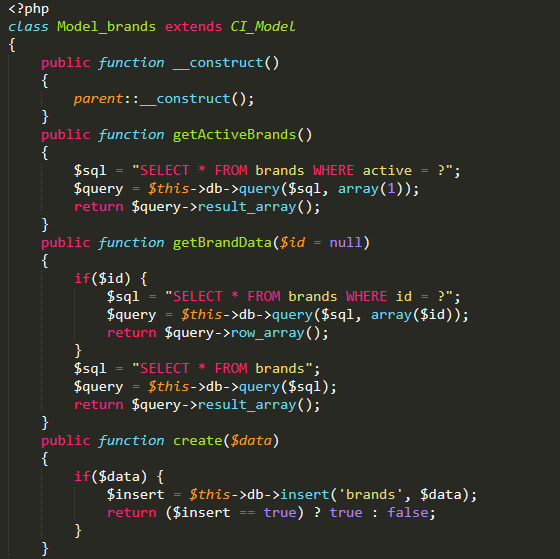 <?php
class Model_brands extends CI_Model
{
    public function __construct()
    {
        parent::__construct();
    }
    public function getActiveBrands()
    {
        $sql = "SELECT * FROM brands WHERE active = ?";
        $query = $this->db->query($sql, array(1));
        return $query->result_array();
    }
    public function getBrandData($id = null)
    {
        if($id) {
            $sql = "SELECT * FROM brands WHERE id = ?";
            $query = $this->db->query($sql, array($id));
            return $query->row_array();
        }
        $sql = "SELECT * FROM brands";
        $query = $this->db->query($sql);
        return $query->result_array();
    }
    public function create($data)
    {
        if($data) {
            $insert = $this->db->insert('brands', $data);
            return ($insert == true) ? true : false;
        }
    }